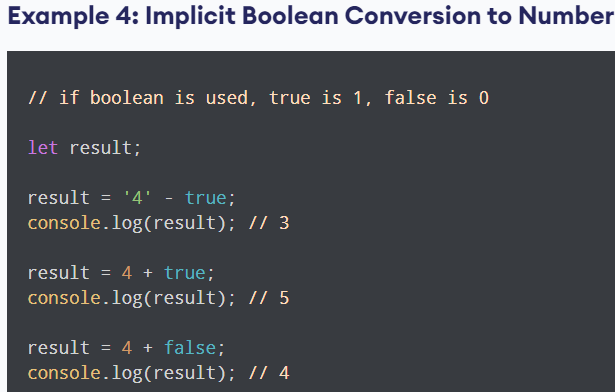 Example 4: Implicit Boolean Conversion to Number
// if boolean is used, true is 1, false is 0
let result;
result = '4' - true;
console.log(result); // 3
result = 4 + true;
console.log(result); // 5
result = 4 + false;
console.log(result); // 4